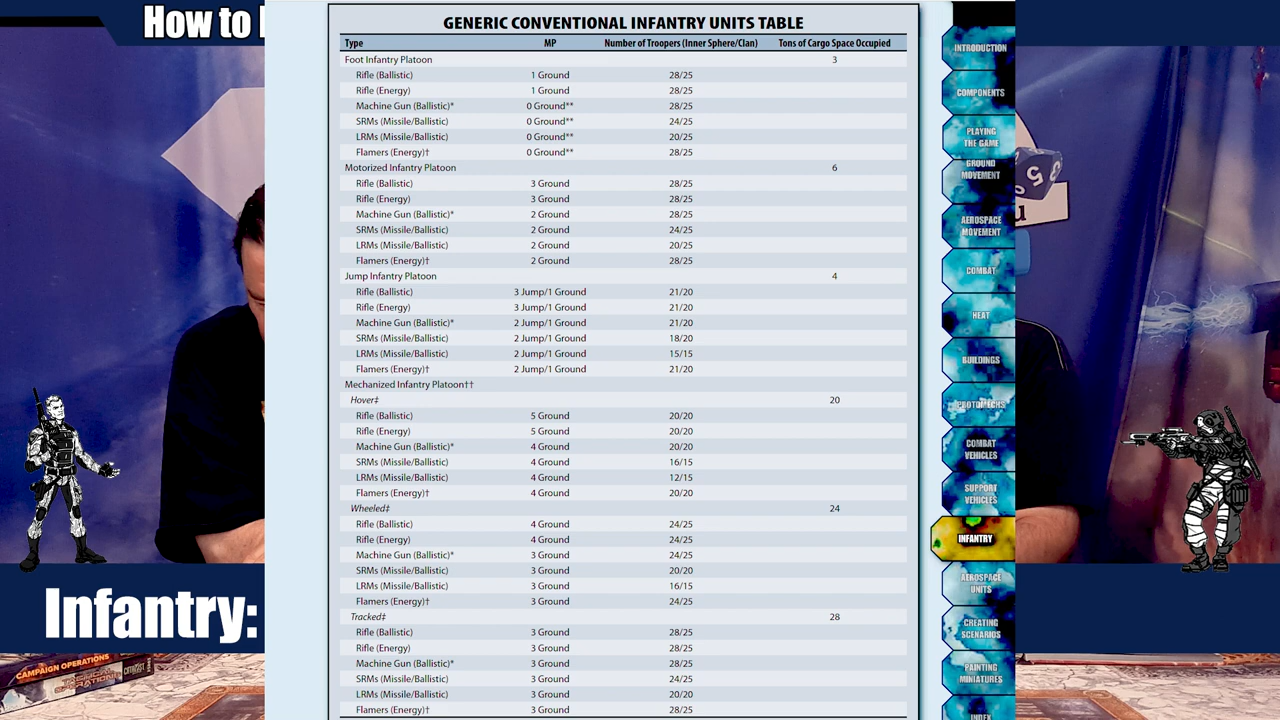 How to
GENERIC CONVENTIONAL INFANTRY UNITS TABLE
Type MP Number of Troopers (Inner Sphere/Clan) Tons of Cargo Space Occupied
Foot Infantry Platoon 3
Rifle (Ballistic) 1 Ground 28/25
Rifle (Energy) 1 Ground 28/25
Machine Gun (Ballistic)* 0 Ground** 28/25
SRMs (Missile/Ballistic) 0 Ground** 24/25
LRMs (Missile/Ballistic) 0 Ground** 20/25
Flamers (Energy)† 0 Ground** 28/25
Motorized Infantry Platoon 6
Rifle (Ballistic) 3 Ground 28/25
Rifle (Energy) 3 Ground 28/25
Machine Gun (Ballistic)* 2 Ground 28/25
SRMs (Missile/Ballistic) 2 Ground 24/25
LRMs (Missile/Ballistic) 2 Ground 20/25
Flamers (Energy)† 2 Ground 28/25
Jump Infantry Platoon 4
Rifle (Ballistic) 3 Jump/1 Ground 21/20
Rifle (Energy) 3 Jump/1 Ground 21/20
Machine Gun (Ballistic)* 2 Jump/1 Ground 21/20
SRMs (Missile/Ballistic) 2 Jump/1 Ground 18/20
LRMs (Missile/Ballistic) 2 Jump/1 Ground 15/15
Flamers (Energy)† 2 Jump/1 Ground 21/20
Mechanized Infantry Platoon††
Hover‡ 20
Rifle (Ballistic) 5 Ground 20/20
Rifle (Energy) 5 Ground 20/20
Machine Gun (Ballistic)* 4 Ground 20/20
SRMs (Missile/Ballistic) 4 Ground 16/15
LRMs (Missile/Ballistic) 4 Ground 12/15
Flamers (Energy)† 4 Ground 20/20
Wheeled‡ 24
Rifle (Ballistic) 4 Ground 24/25
Rifle (Energy) 4 Ground 24/25
Machine Gun (Ballistic)* 3 Ground 24/25
SRMs (Missile/Ballistic) 3 Ground 20/20
LRMs (Missile/Ballistic) 3 Ground 16/15
Flamers (Energy)† 3 Ground 24/25
Tracked‡ 28
Rifle (Ballistic) 3 Ground 28/25
Rifle (Energy) 3 Ground 28/25
Machine Gun (Ballistic)* 3 Ground 28/25
SRMs (Missile/Ballistic) 3 Ground 24/25
LRMs (Missile/Ballistic) 3 Ground 20/20
Flamers (Energy)† 3 Ground 28/25
INTRODUCTION
COMPONENTS
PLAYING
THE GAME
GROUND
MOVEMENT
AEROSPACE
MOVEMENT
COMBAT
HEAT
BUILDINGS
PROTOMECHS
COMBAT
VEHICLES
SUPPORT
VEHICLES
INFANTRY
AEROSPACE
UNITS
CREATING
SCENARIOS
PAINTING
MINIATURES
INDEX
5
Infantry:
CAMPAIGN OPERATIONS